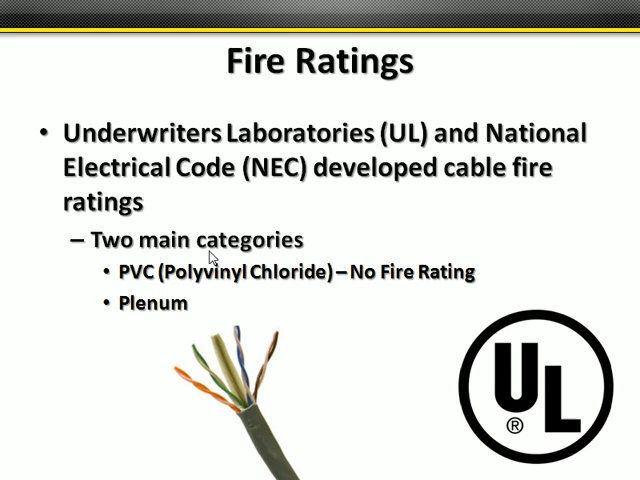 Fire Ratings
• Underwriters Laboratories (UL) and National
Electrical Code (NEC) developed cable fire
ratings
– Two main categories
• PVC (Polyvinyl Chloride) – No Fire Rating
• Plenum
UL
®